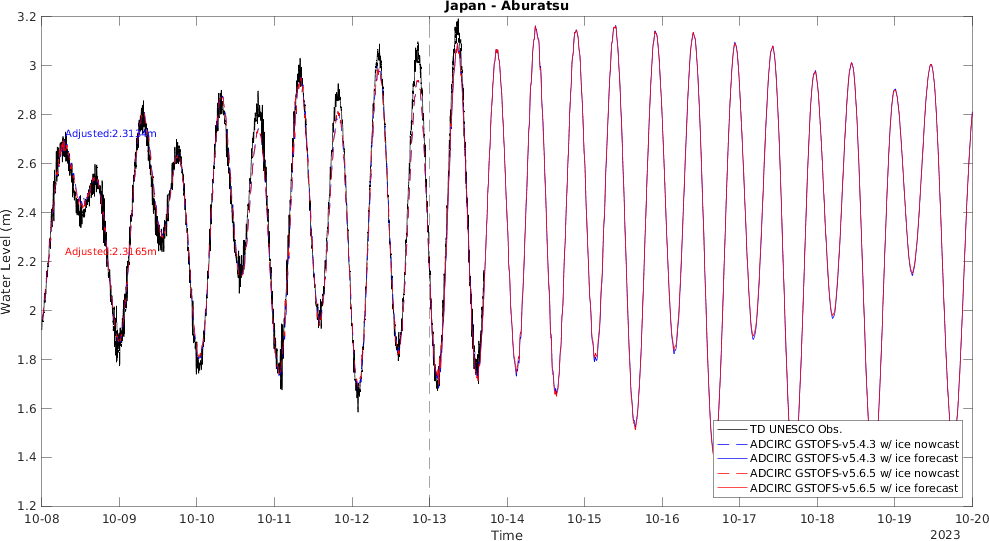 Japan - Aburatsu
Water Level (m)
3.2
3
2.8
2.6
2.4
2.2
2
1.8
1.6
1.4
1.2
Adjusted:2.3134m
Adjusted:2.3165m
TD UNESCO Obs.
ADCIRC GSTOFS-v5.4.3 w/ ice nowcast
ADCIRC GSTOFS-v5.4.3 w/ ice forecast
ADCIRC GSTOFS-v5.6.5 w/ ice nowcast
ADCIRC GSTOFS-v5.6.5 w/ ice forecast
10-08 10-09 10-10 10-11 10-12 10-13 10-14 10-15 10-16 10-17 10-18 10-19 10-20
Time
2023